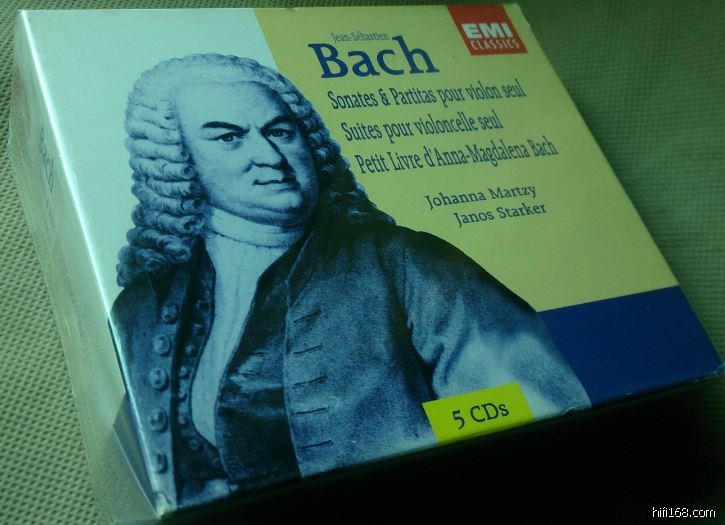 Jean-Sébastien
Bach
EMI
CLASSICS
Sonates & Partitas pour violon seul
Suites pour violoncelle seul
Petit Livre d'Anna-Magdalena Bach
Johanna Martzy
Janos Starker
5 CDs
Bach
hifi168.com